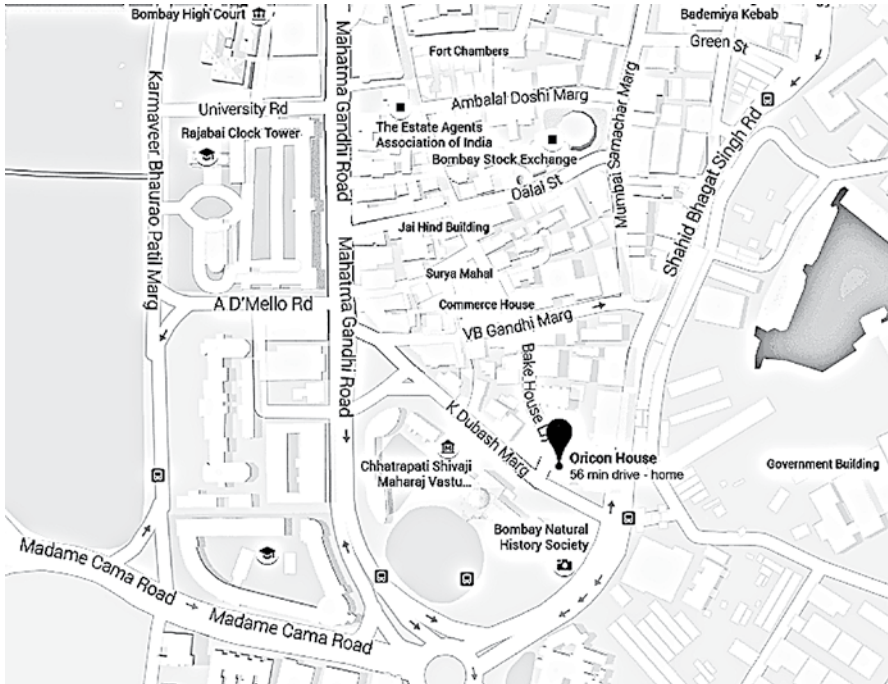 Bombay High Court
Bademiya Kebab
Green St
Fort Chambers
Mahatma Gandhi Road
Karmaveer Bhaurao Patil Marg
University Rd
Ambalal Doshi Marg
Rajabai Clock Tower
The Estate Agents
Association of India
Bombay Stock Exchange
Mumbai Samachar Marg
Shahid Bhagat Singh Rd
Dalal St
Jai Hind Building
Surya Mahal
Mahatma Gandhi Road
A D'Mello Rd
Commerce House
VB Gandhi Marg
Bake House
K Dubash Marg
Oricon House
56 min drive - home
Chhatrapati Shivaji
Maharaj Vastu...
Government Building
Bombay Natural
History Society
Madame Cama Road
Madame Cama Road